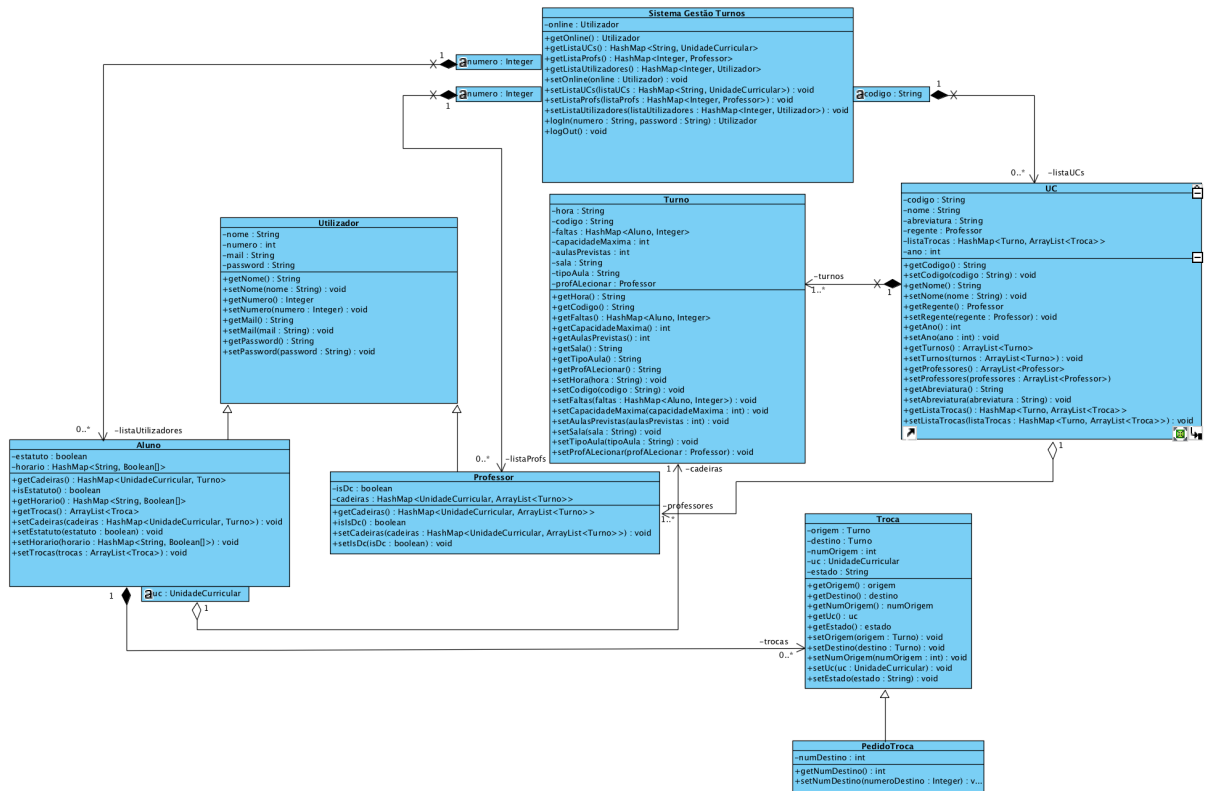 Sistema Gestão Turnos
-online : Utilizador
+getOnline() : Utilizador
+getListaUCs() : HashMap<String, UnidadeCurricular>
+getListaProfs() : HashMap<Integer, Professor>
+getListaUtilizadores() : HashMap<Integer, Utilizador>
+setOnline(online : Utilizador) : void
+setListaUCs(listaUCs : HashMap<String, UnidadeCurricular>) : void
+setListaProfs(listaProfs : HashMap<Integer, Professor>) : void
+setListaUtilizadores(listaUtilizadores : HashMap<Integer, Utilizador>) : void
+logIn(numero : String, password : String) : Utilizador
+logOut() : void
1
a numero : Integer
a numero : Integer
1
a codigo : String
1
0..*
-listaUCs
UC
-codigo : String
-nome : String
-abreviatura : String
-regente : Professor
-listaTrocas : HashMap<Turno, ArrayList<Troca>>
-ano : int
+getCodigo() : String
+setCodigo(codigo : String) : void
+getNome() : String
+setNome(nome : String) : void
+getRegente() : Professor
+setRegente(regente : Professor) : void
+getAno() : int
+setAno(ano : int) : void
+getTurnos() : ArrayList<Turno>
+setTurnos(turnos : ArrayList<Turno>) : void
+getProfessores() : ArrayList<Professor>
+setProfessores(professores : ArrayList<Professor>)
+getAbreviatura() : String
+setAbreviatura(abreviatura : String) : void
+getListaTrocas() : HashMap<Turno, ArrayList<Troca>>
+setListaTrocas(listaTrocas : HashMap<Turno, ArrayList<Troca>>) : void
1
-turnos
1..*
1
Turno
-hora : String
-codigo : String
-faltas : HashMap<Aluno, Integer>
-capacidadeMaxima : int
-aulasPrevistas : int
-sala : String
-tipoAula : String
-profALecionar : Professor
+getHora() : String
+getCodigo() : String
+getFaltas() : HashMap<Aluno, Integer>
+getCapacidadeMaxima() : int
+getAulasPrevistas() : int
+getSala() : String
+getTipoAula() : String
+getProfALecionar() : String
+setHora(hora : String) : void
+setCodigo(codigo : String) : void
+setFaltas(faltas : HashMap<Aluno, Integer>) : void
+setCapacidadeMaxima(capacidadeMaxima : int) : void
+setAulasPrevistas(aulasPrevistas : int) : void
+setSala(sala : String) : void
+setTipoAula(tipoAula : String) : void
+setProfALecionar(profALecionar : Professor) : void
1
-cadeiras
Utilizador
-nome : String
-numero : int
-mail : String
-password : String
+getNome() : String
+setNome(nome : String) : void
+getNumero() : Integer
+setNumero(numero : Integer) : void
+getMail() : String
+setMail(mail : String) : void
+getPassword() : String
+setPassword(password : String) : void
0..*
-listaUtilizadores
Aluno
-estatuto : boolean
-horario : HashMap<String, Boolean[]>
+getCadeiras() : HashMap<UnidadeCurricular, Turno>
+isEstatuto() : boolean
+getHorario() : HashMap<String, Boolean[]>
+getTrocas() : ArrayList<Troca>
+setCadeiras(cadeiras : HashMap<UnidadeCurricular, Turno>) : void
+setEstatuto(estatuto : boolean) : void
+setHorario(horario : HashMap<String, Boolean[]>) : void
+setTrocas(trocas : ArrayList<Troca>) : void
1
a uc : UnidadeCurricular
1
0..*
-listaProfs
Professor
-isDc : boolean
-cadeiras : HashMap<UnidadeCurricular, ArrayList<Turno>>
+getCadeiras() : HashMap<UnidadeCurricular, ArrayList<Turno>>
+isIsDc() : boolean
+setCadeiras(cadeiras : HashMap<UnidadeCurricular, ArrayList<Turno>>) : void
+setIsDc(isDc : boolean) : void
-professores
1..*
-trocas
0..*
Troca
-origem : Turno
-destino : Turno
-numOrigem : int
-uc : UnidadeCurricular
-estado : String
+getOrigem() : origem
+getDestino() : destino
+getNumOrigem() : numOrigem
+getUc() : uc
+getEstado() : estado
+setOrigem(origem : Turno) : void
+setDestino(destino : Turno) : void
+setNumOrigem(numOrigem : int) : void
+setUc(uc : UnidadeCurricular) : void
+setEstado(estado : String) : void
PedidoTroca
-numDestino : int
+getNumDestino() : int
+setNumDestino(numeroDestino : Integer) : v...